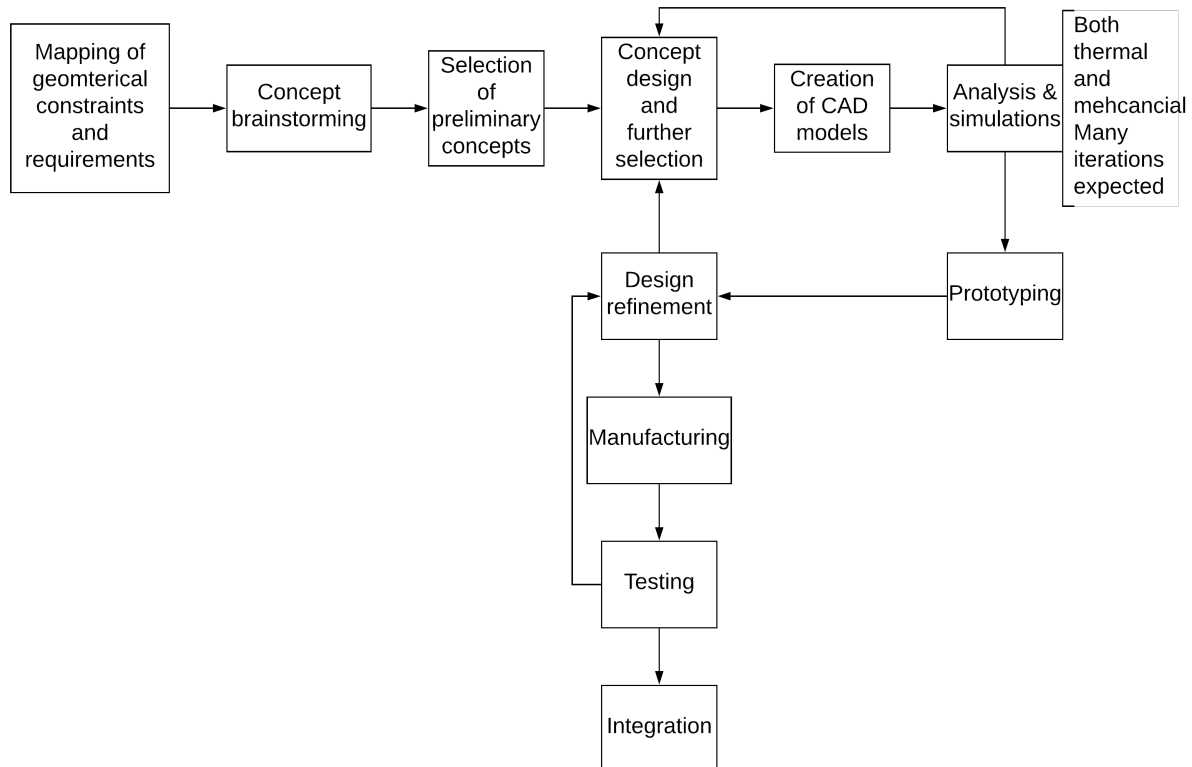 Mapping of
geomterical
constraints
and
requirements
Concept
brainstorming
Selection
of
preliminary
concepts
Concept
design
and
further
selection
Creation
of CAD
models
Analysis &
simulations
Both
thermal
and
mehcancial
Many
iterations
expected
Design
refinement
Prototyping
Manufacturing
Testing
Integration